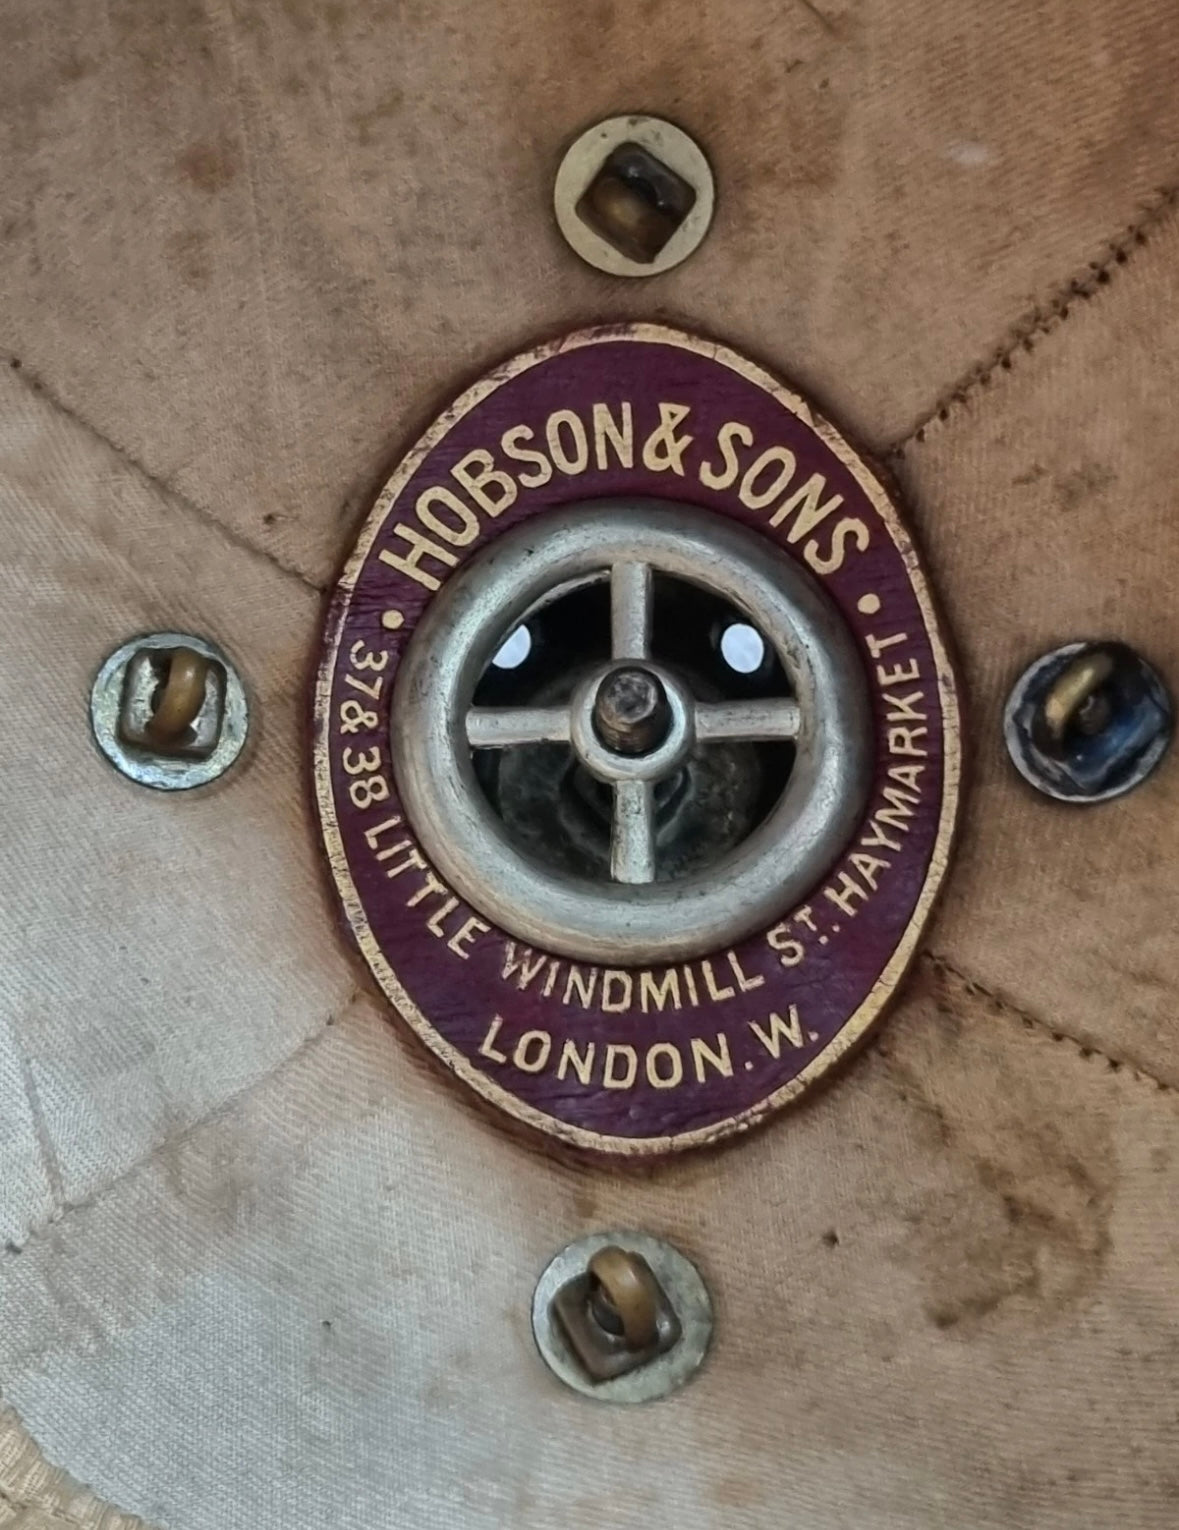 HOBSON & SONS
37 & 38 LITTLE WINDMILL ST. HAYMARKET
LONDON. W.